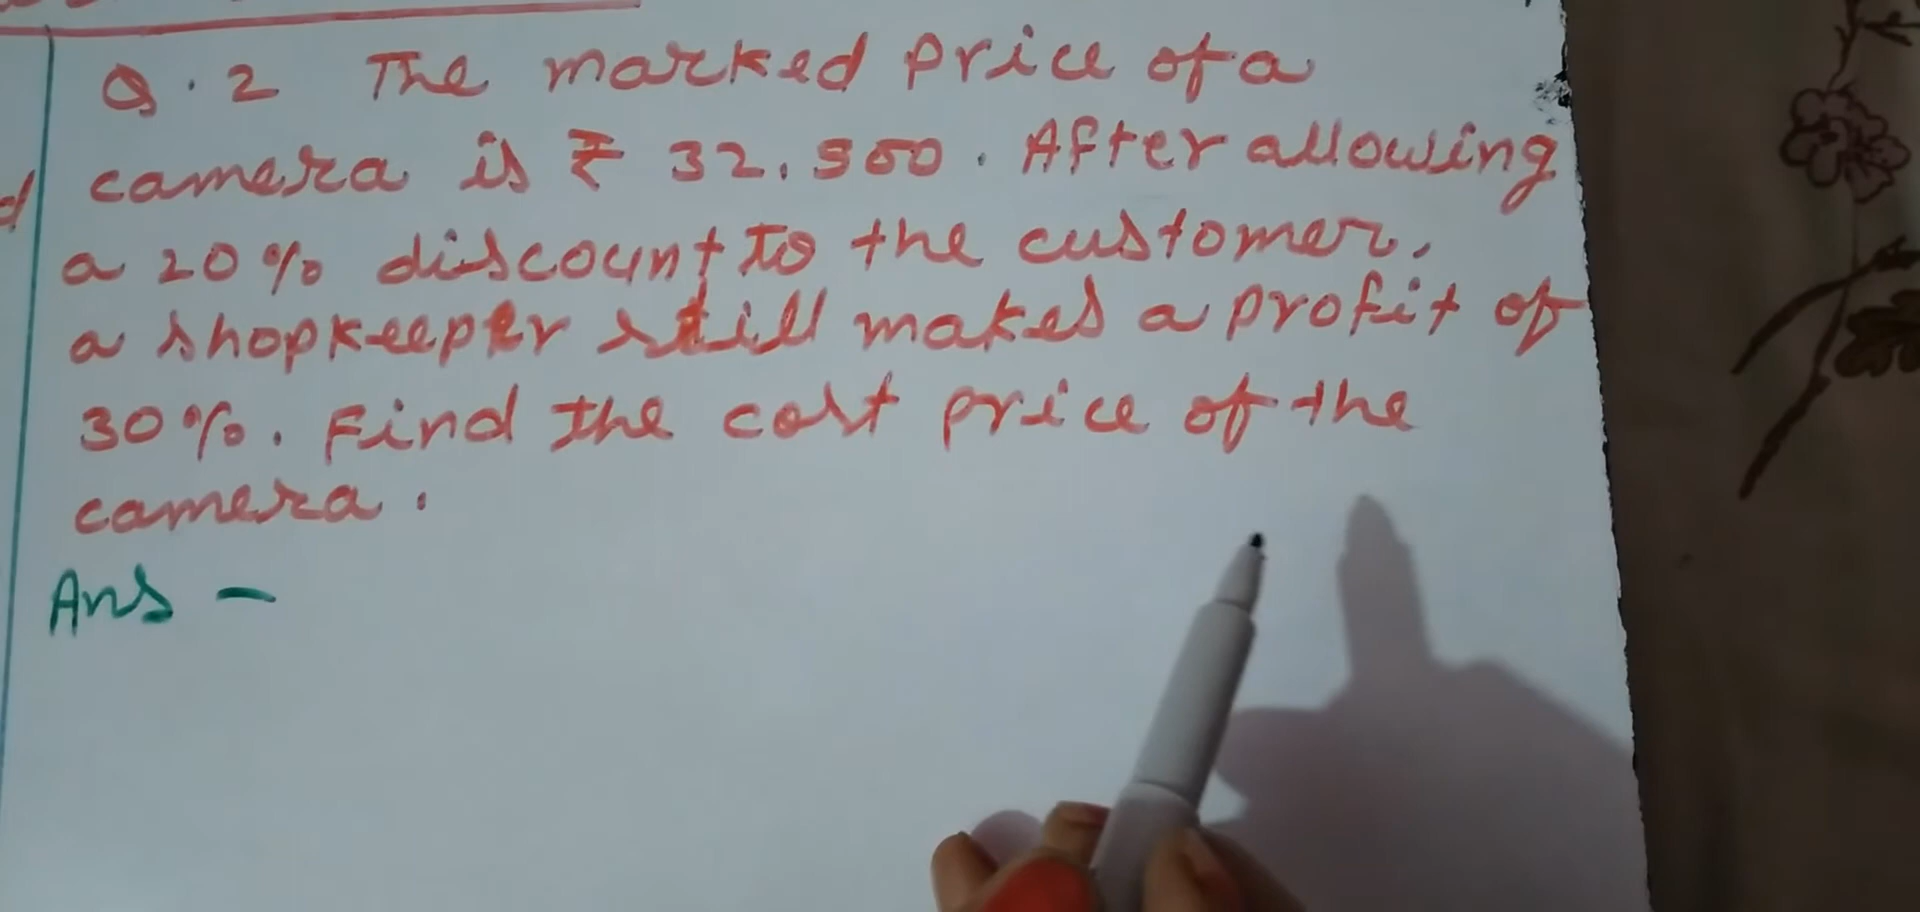 Q.2 The marked price of a
camera is ₹ 32,500. After allowing
a 20% discount to the customer,
a shopkeeper still makes a profit of
30%. Find the cost price of the
camera.
Ans -